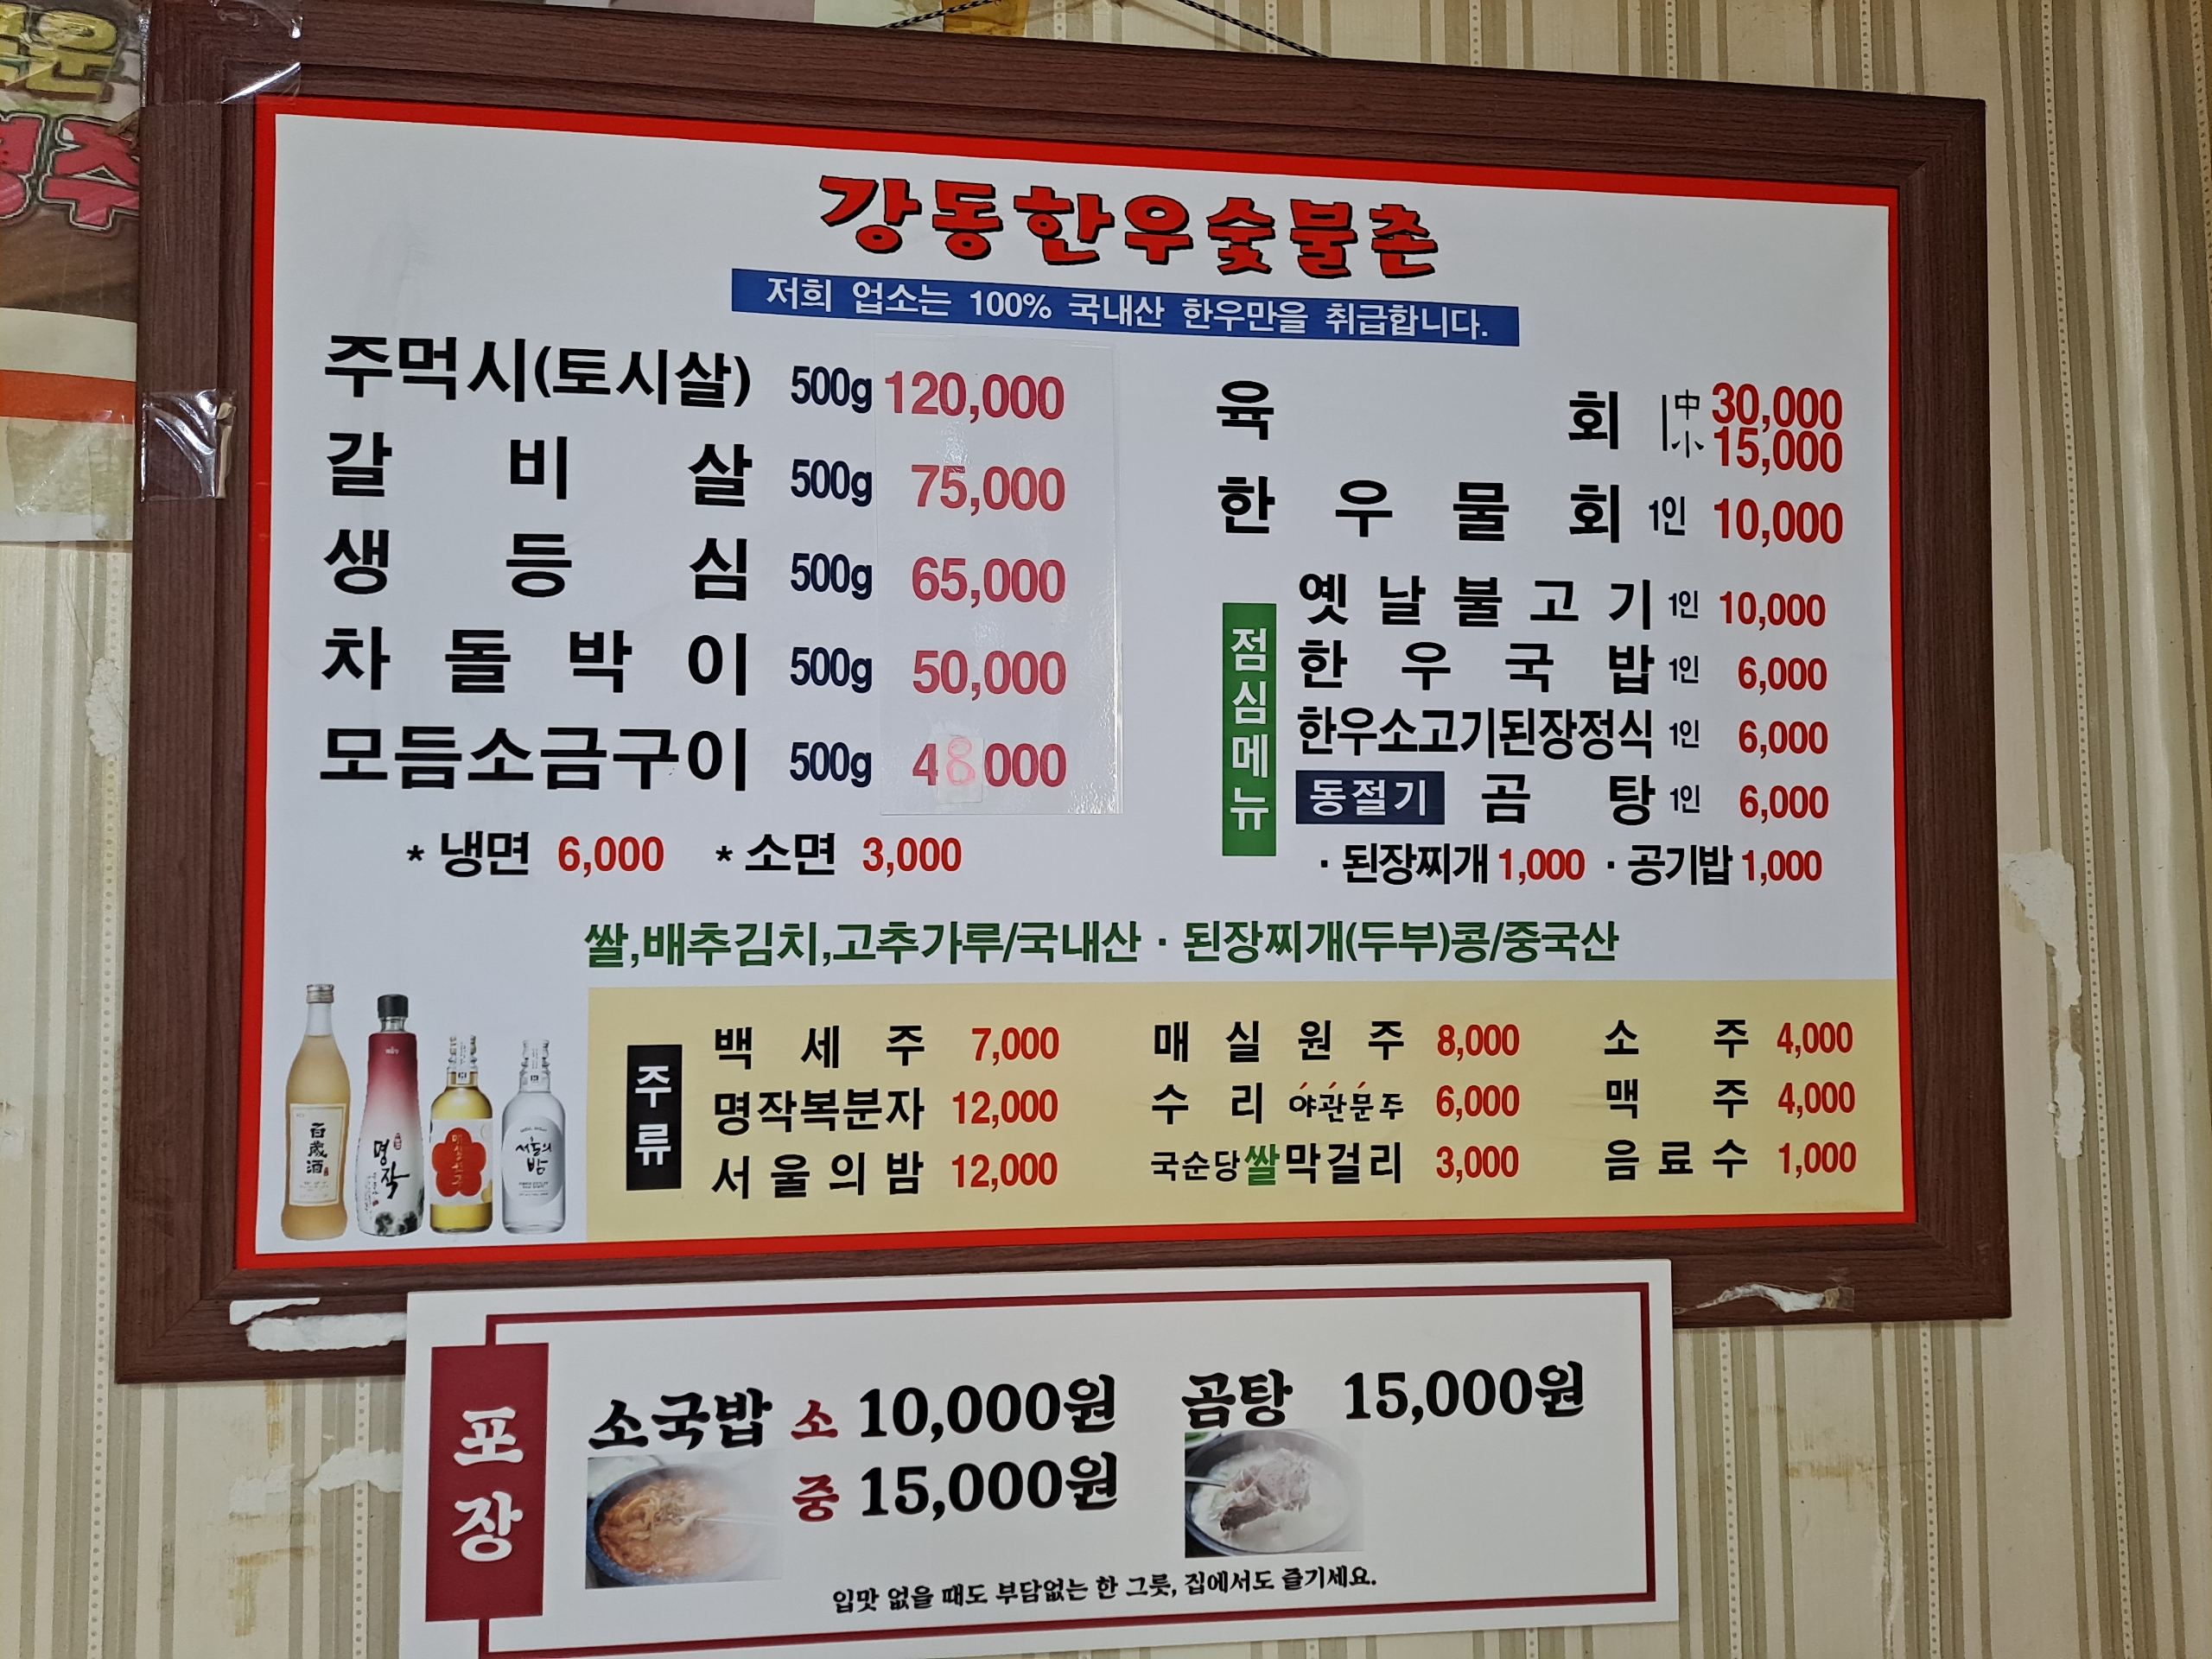 운
명주
강동한우숯불촌
저희 업소는 100% 국내산 한우만을 취급합니다.
주먹시(토시살) 500g 120,000
갈비살 500g 75,000
생등심 500g 65,000
차돌박이 500g 50,000
모듬소금구이 500g 48,000
* 냉면 6,000 * 소면 3,000
육회 中 30,000
小 15,000
한우물회 1인 10,000
점심메뉴
옛날불고기 1인 10,000
한우국밥 1인 6,000
한우소고기된장정식 1인 6,000
동절기 곰탕 1인 6,000
· 된장찌개 1,000 · 공기밥 1,000
쌀,배추김치,고추가루/국내산 · 된장찌개(두부)콩/중국산
百歲酒
명작
매실원주
서울의밤
주류
백세주 7,000 매실원주 8,000 소주 4,000
명작복분자 12,000 수리 야관문주 6,000 맥주 4,000
서울의밤 12,000 국순당쌀막걸리 3,000 음료수 1,000
포장
소국밥 소 10,000원 곰탕 15,000원
중 15,000원
입맛 없을 때도 부담없는 한 그릇, 집에서도 즐기세요.